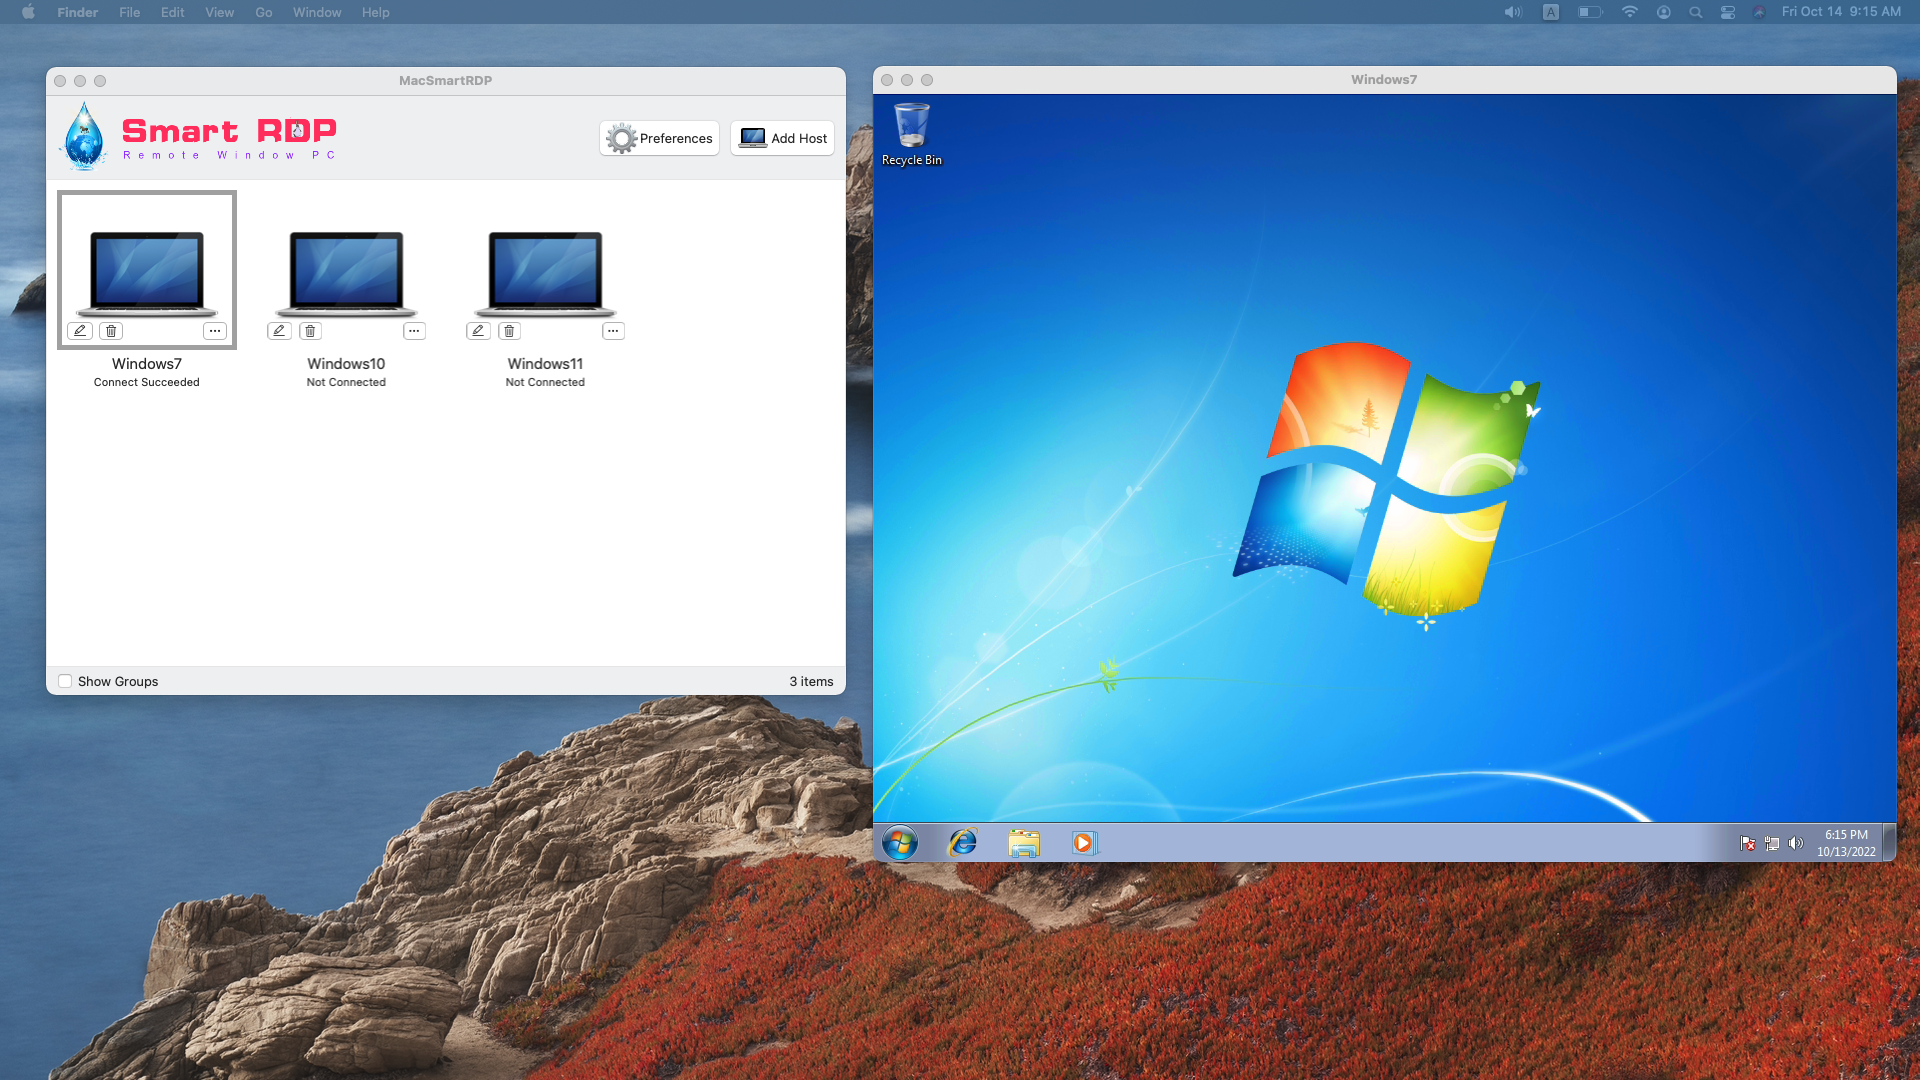 Finder File Edit View Go Window Help
A Fri Oct 14 9:15 AM
MacSmartRDP
Smart RDP
Remote Window PC
Preferences
Add Host
Windows7
Connect Succeeded
Windows10
Not Connected
Windows11
Not Connected
Show Groups
3 items
Windows7
Recycle Bin
6:15 PM
10/13/2022